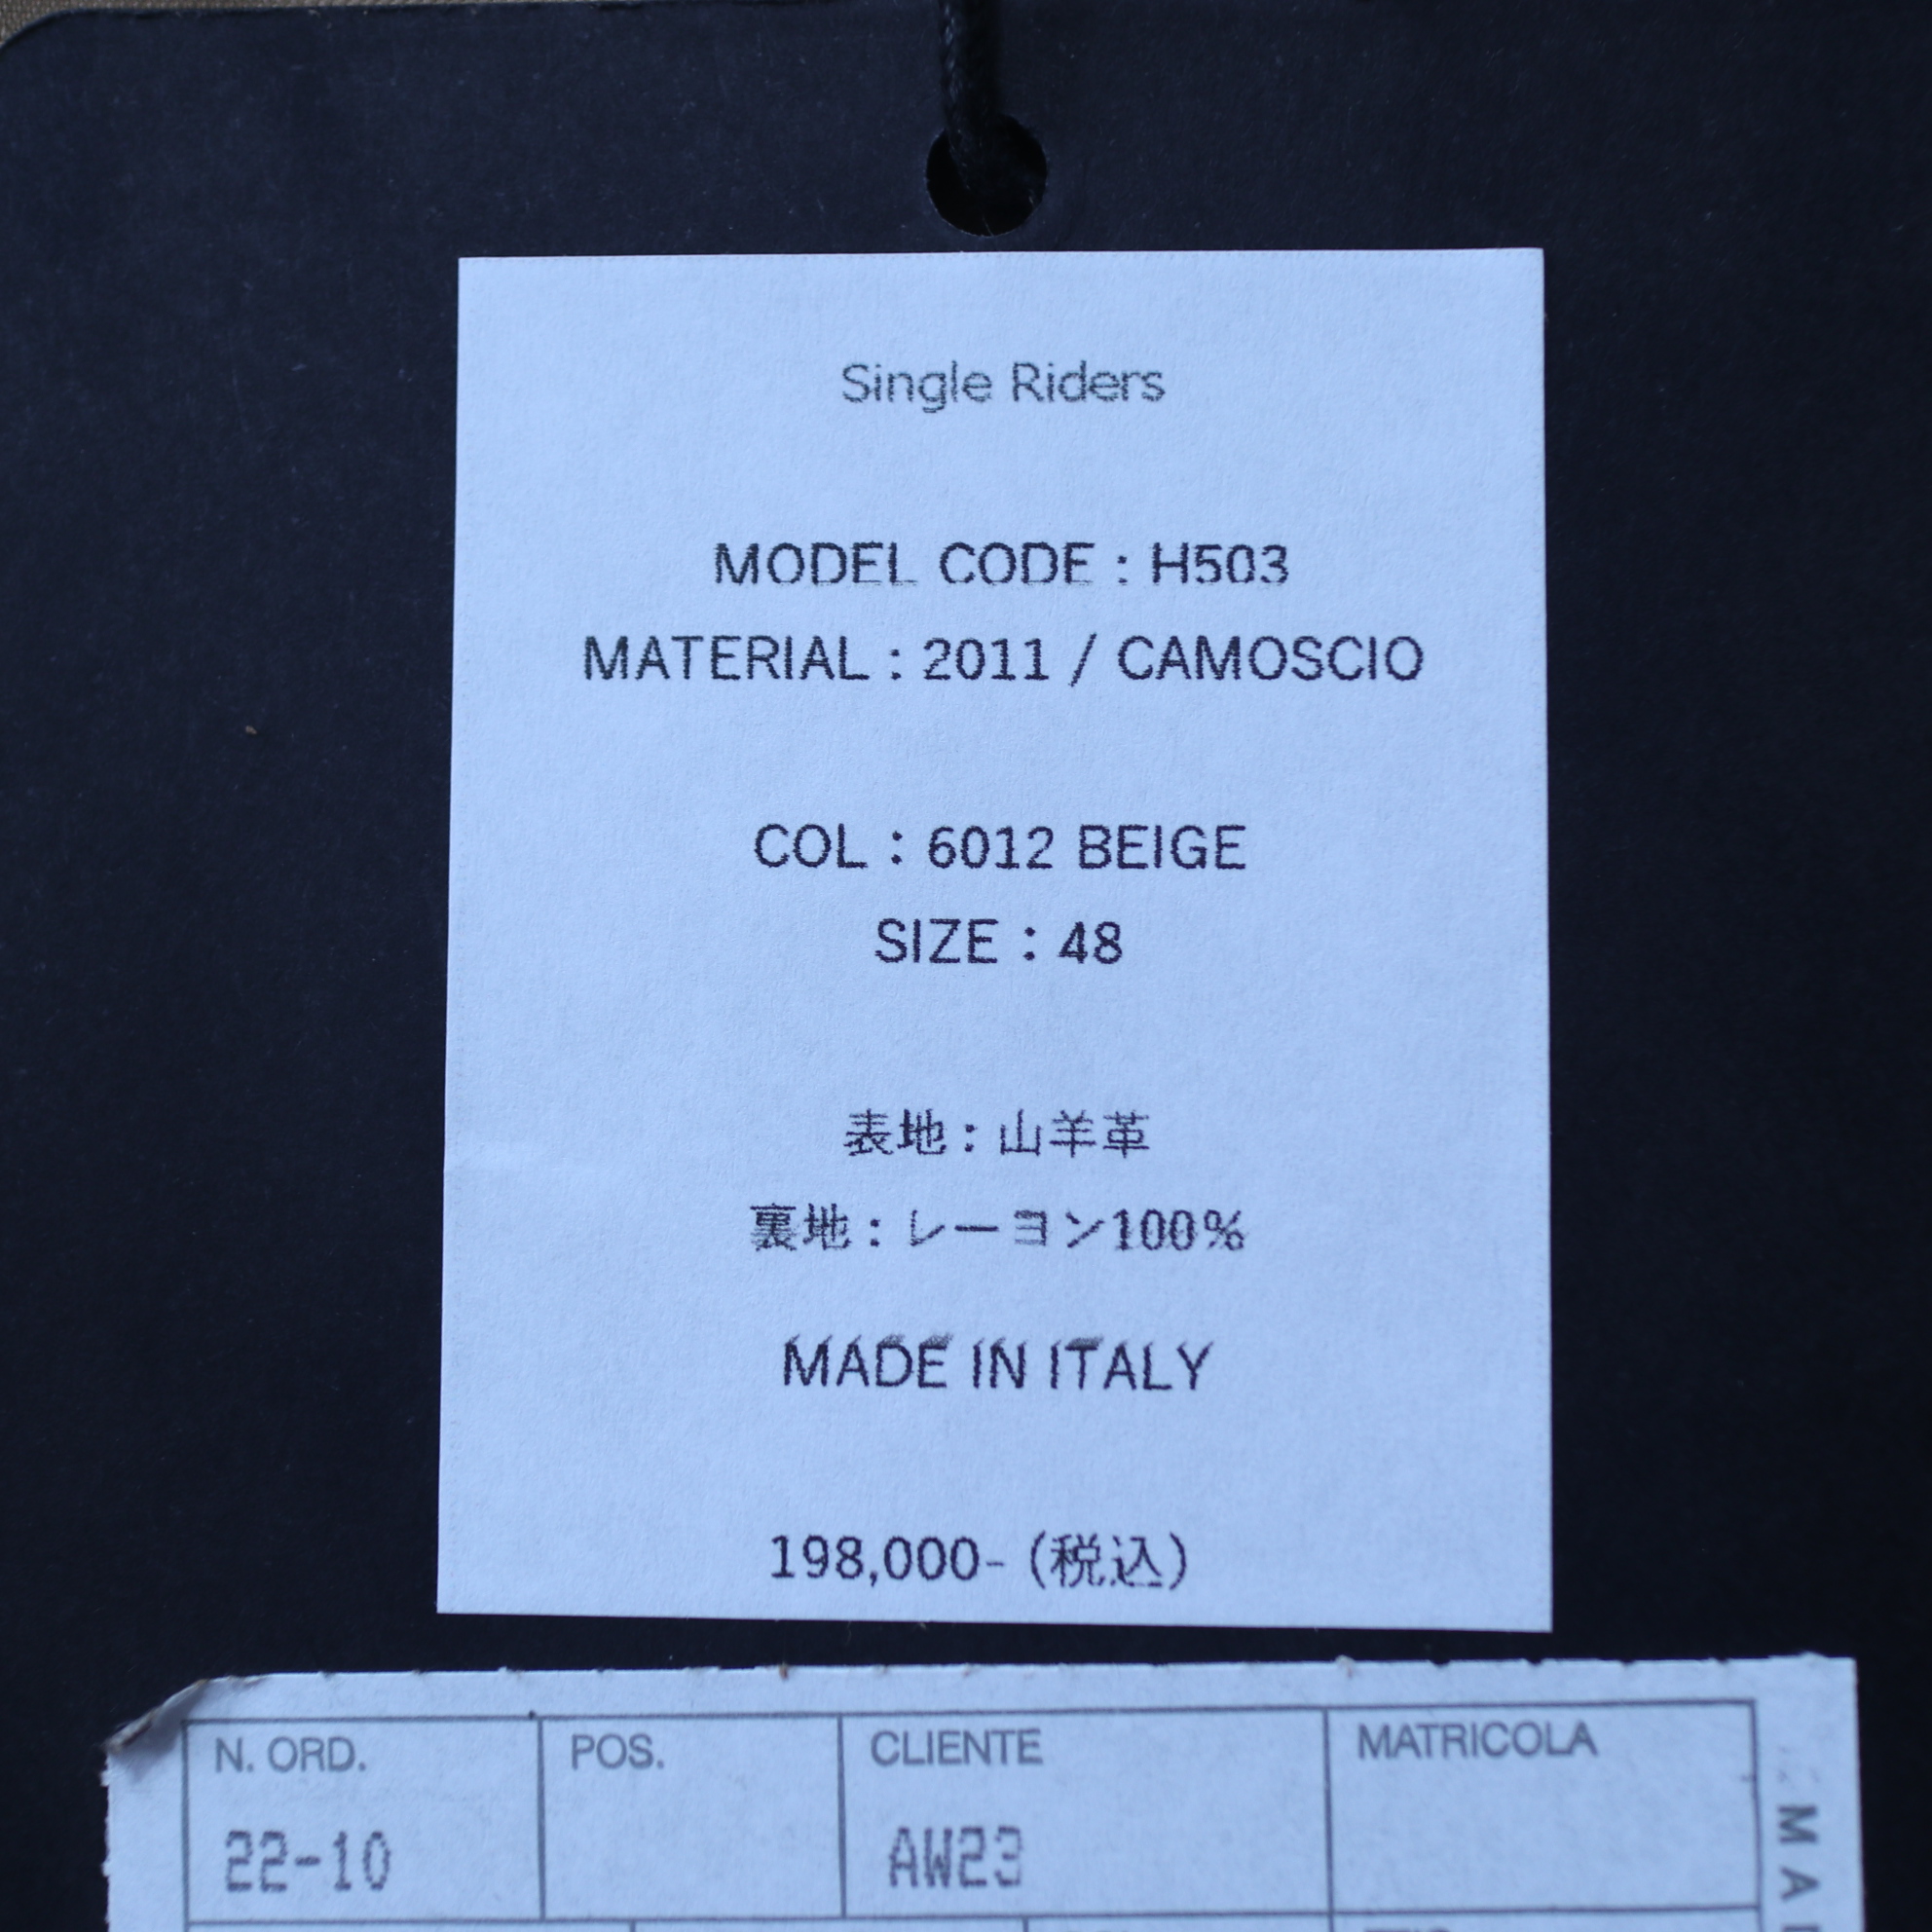 Single Riders
MODEL CODE : H503
MATERIAL : 2011 / CAMOSCIO
COL : 6012 BEIGE
SIZE : 48
表地 : 山羊革
裏地 : レーヨン100%
MADE IN ITALY
198,000- (税込)
N. ORD. POS. CLIENTE MATRICOLA
22-10 AW23